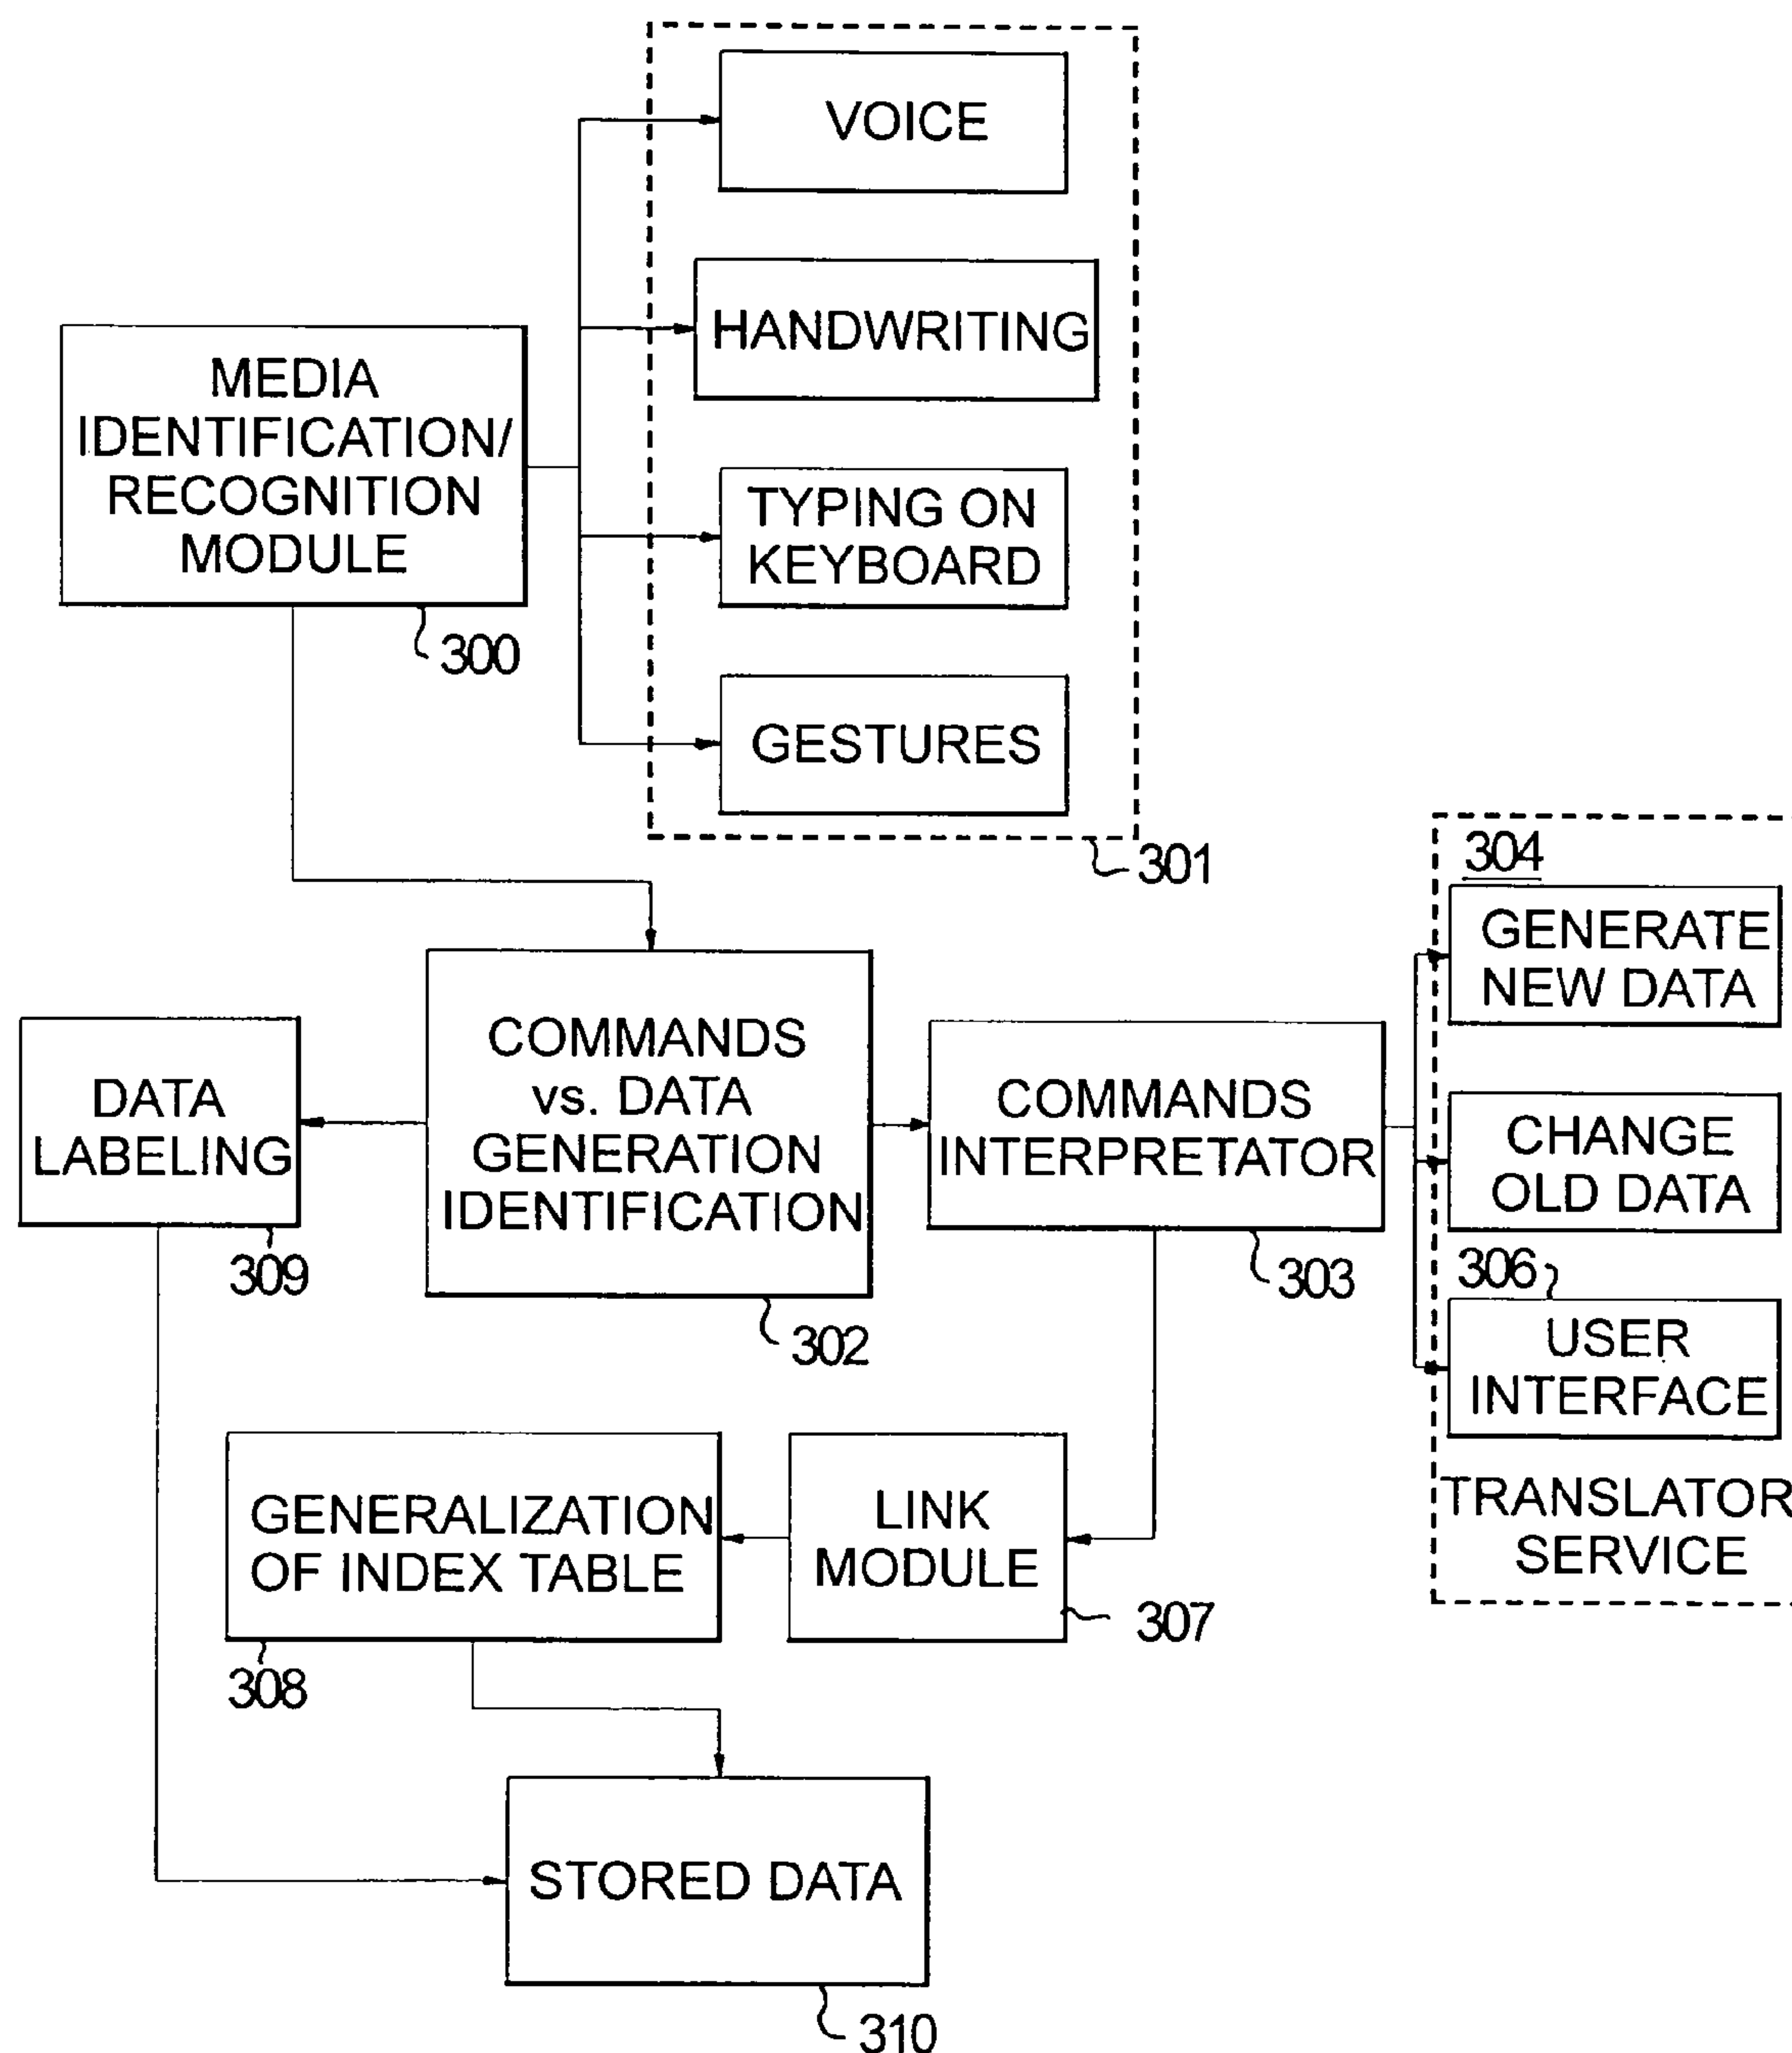 VOICE
HANDWRITING
MEDIA
IDENTIFICATION/
RECOGNITION
MODULE
300
TYPING ON
KEYBOARD
GESTURES
301
304
GENERATE
NEW DATA
COMMANDS
vs. DATA
GENERATION
IDENTIFICATION
302
COMMANDS
INTERPRETATOR
303
DATA
LABELING
309
CHANGE
OLD DATA
306
USER
INTERFACE
TRANSLATOR
SERVICE
GENERALIZATION
OF INDEX TABLE
308
LINK
MODULE
307
STORED DATA
310